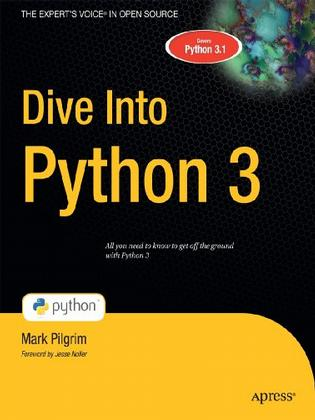 THE EXPERT'S VOICE® IN OPEN SOURCE
Covers
Python 3.1
Dive Into
Python 3
All you need to know to get off the ground
with Python 3
python™
Mark Pilgrim
Foreword by Jesse Noller
Apress®